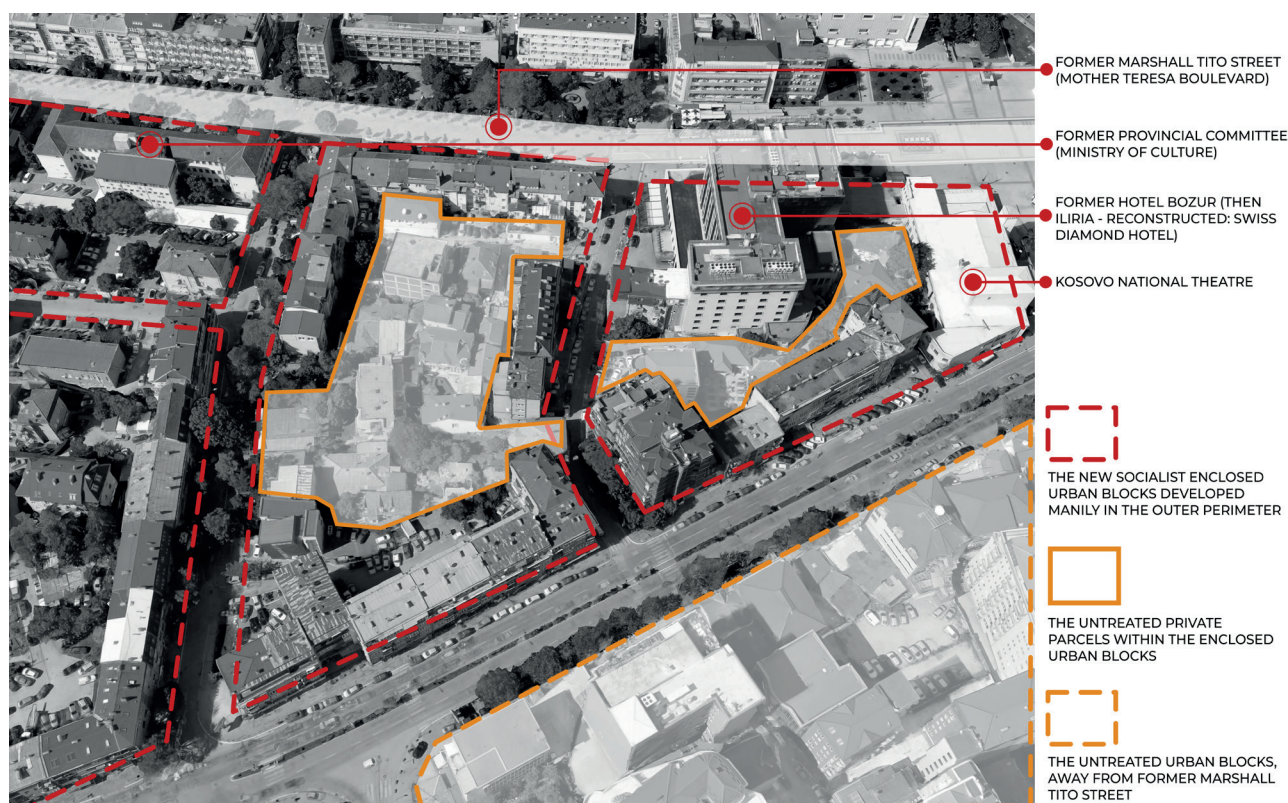 FORMER MARSHALL TITO STREET
(MOTHER TERESA BOULEVARD)
FORMER PROVINCIAL COMMITTEE
(MINISTRY OF CULTURE)
FORMER HOTEL BOZUR (THEN
ILIRIA - RECONSTRUCTED: SWISS
DIAMOND HOTEL)
KOSOVO NATIONAL THEATRE
THE NEW SOCIALIST ENCLOSED
URBAN BLOCKS DEVELOPED
MANILY IN THE OUTER PERIMETER
THE UNTREATED PRIVATE
PARCELS WITHIN THE ENCLOSED
URBAN BLOCKS
THE UNTREATED URBAN BLOCKS,
AWAY FROM FORMER MARSHALL
TITO STREET